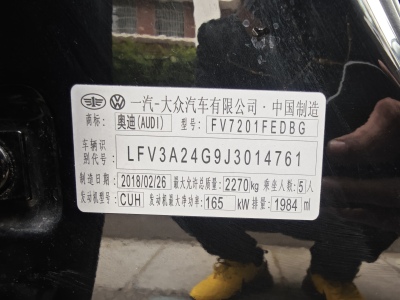 一汽-大众汽车有限公司·中国制造
商标: 奥迪(AUDI) 型号: FV7201FEDBG
车辆识别代号: LFV3A24G9J3014761
制造日期 2018/02/26 最大允许总质量: 2270kg 乘坐人数: 5人
发动机型号: CUH 发动机最大净功率: 165 kW 排量: 1984 ml